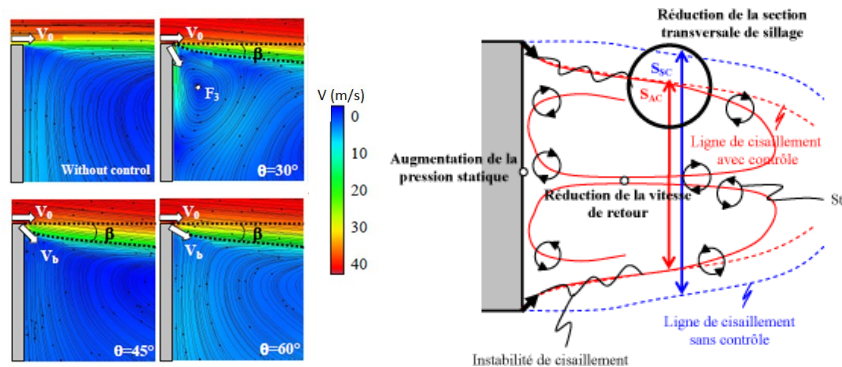 V₀
Without control
V₀
β
F₃
θ=30°
V₀
β
V_b
θ=45°
V₀
β
V_b
θ=60°
V (m/s)
0
10
20
30
40
Réduction de la section
transversale de sillage
S_SC
S_AC
Ligne de cisaillement
avec contrôle
Augmentation de la
pression statique
Réduction de la vitesse
de retour
St
Ligne de cisaillement
sans contrôle
Instabilité de cisaillement